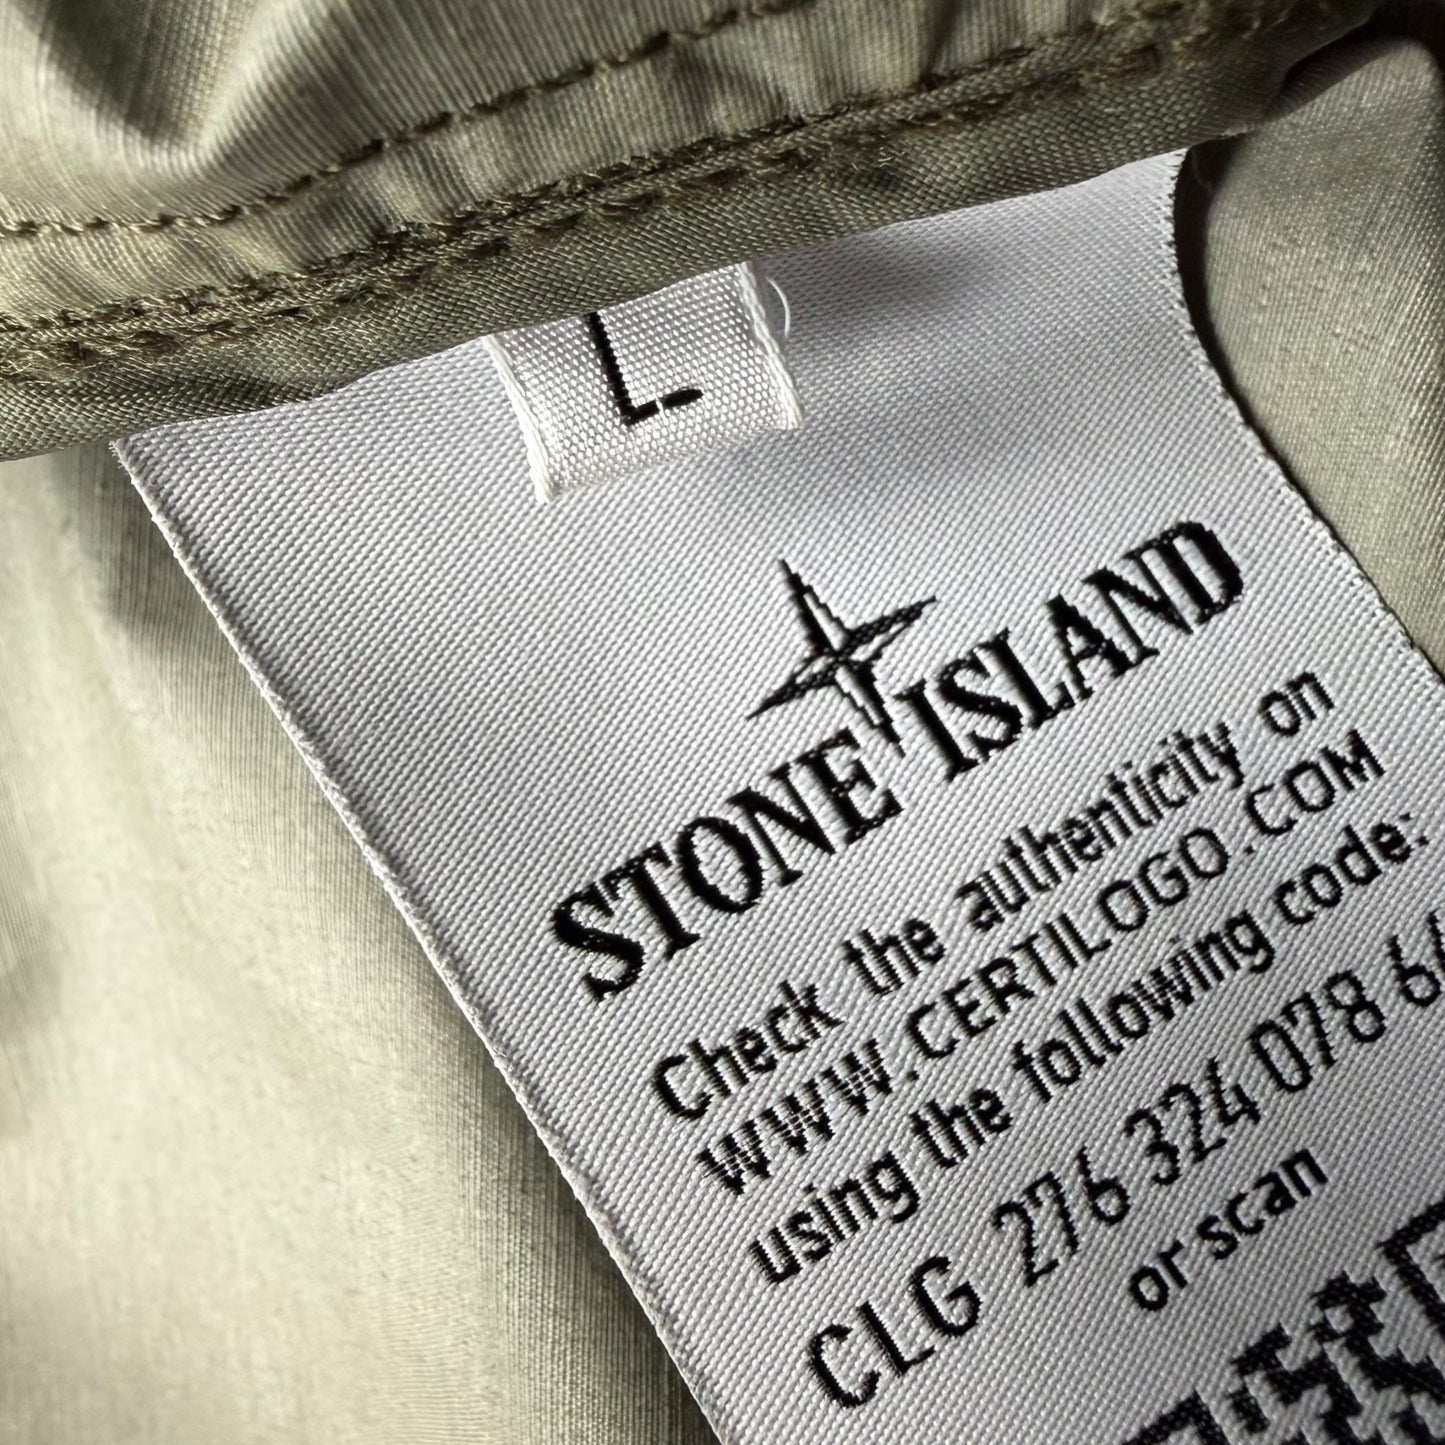 L
STONE ISLAND
Check the authenticity on
WWW.CERTILOGO.COM
using the following code:
CLG 276 324 078 6
or scan